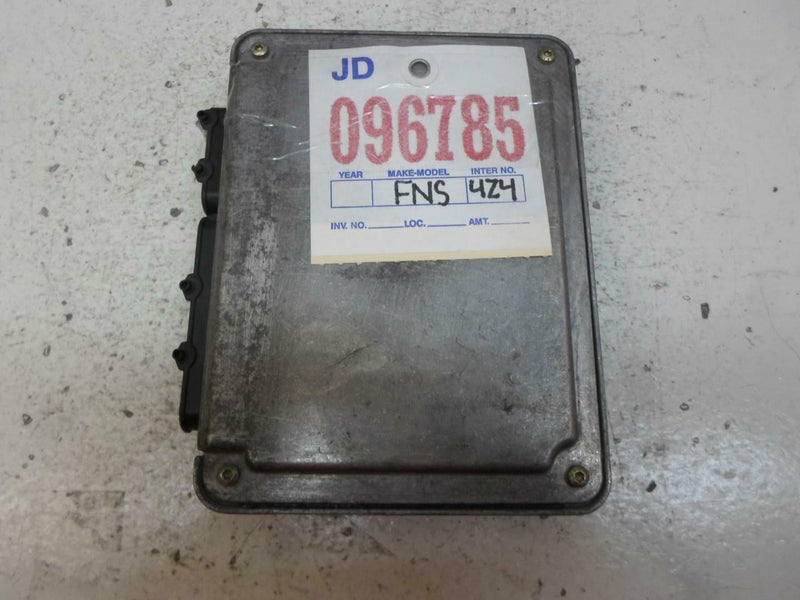 JD
096785
YEAR MAKE-MODEL INTER NO.
FNS 424
INV. NO. LOC. AMT.